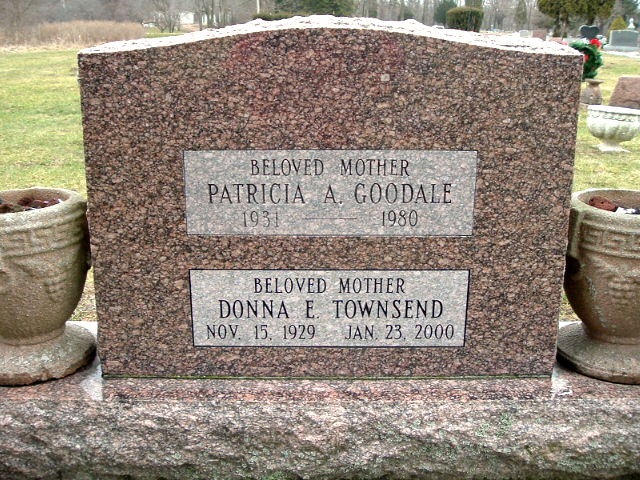 BELOVED MOTHER
PATRICIA A. GOODALE
1931 —— 1980
BELOVED MOTHER
DONNA E. TOWNSEND
NOV. 15, 1929 JAN. 23, 2000